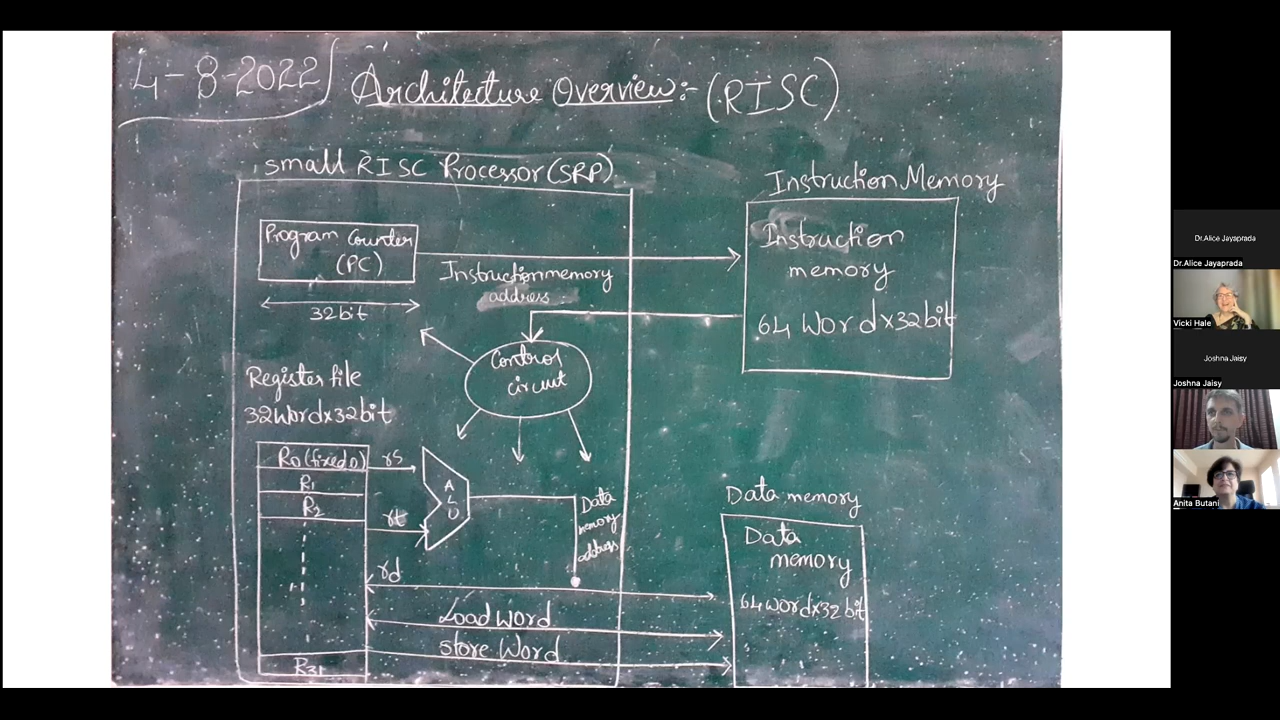 4-8-2022
Architecture Overview:- (RISC)
small RISC Processor (SRP)
Program Counter
(PC)
32bit
Instruction memory
address
Instruction Memory
Instruction
memory
64 Word x 32 bit
Control
circuit
Register file
32 word x 32 bit
R0 (fixed 0)
R1
R2
R31
rs
rt
rd
ALU
Data
memory
address
Load Word
store Word
Data memory
Data
memory
64 word x 32 bit
Dr.Alice Jayaprada
Dr.Alice Jayaprada
Vicki Hale
Joshna Jaisy
Joshna Jaisy
Anita Butani